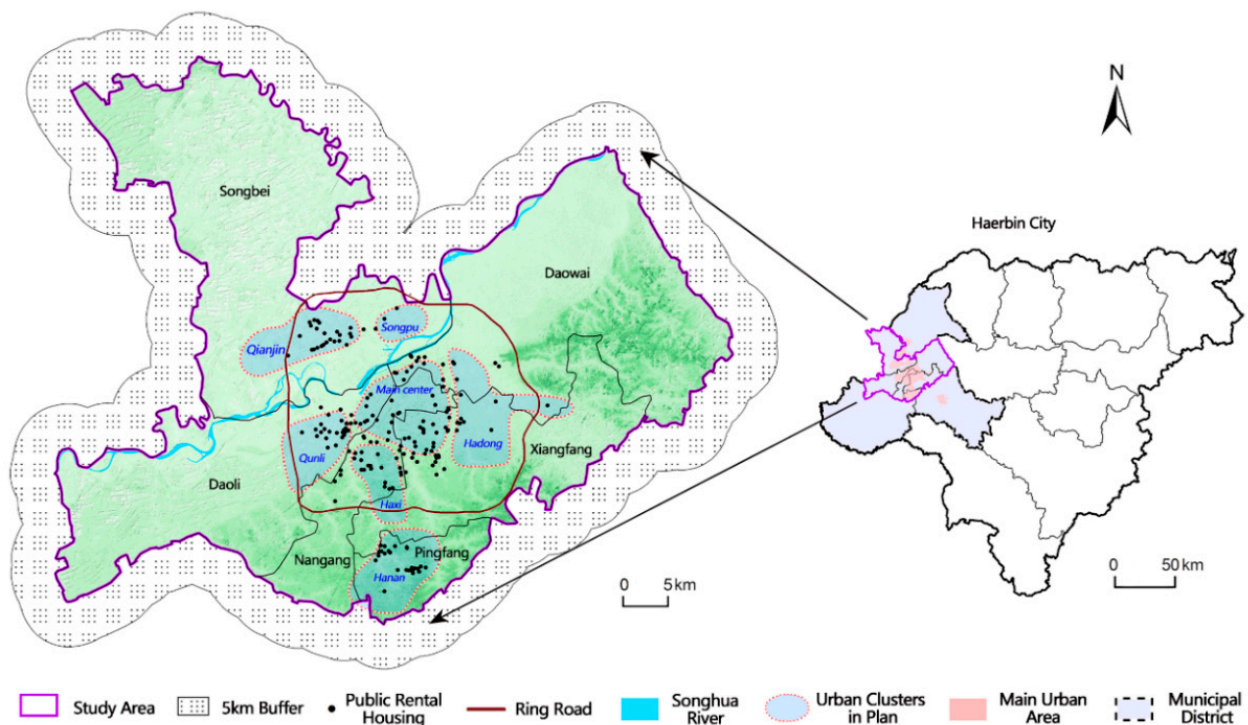 N
Songbei
Haerbin City
Daowai
Songpu
Qianjin
Main center
Hadong
Qunli
Xiangfang
Daoli
Haxi
Nangang
Pingfang
Hanan
0 5km
0 50 km
Study Area
5km Buffer
Public Rental
Housing
Ring Road
Songhua
River
Urban Clusters
in Plan
Main Urban
Area
Municipal
District